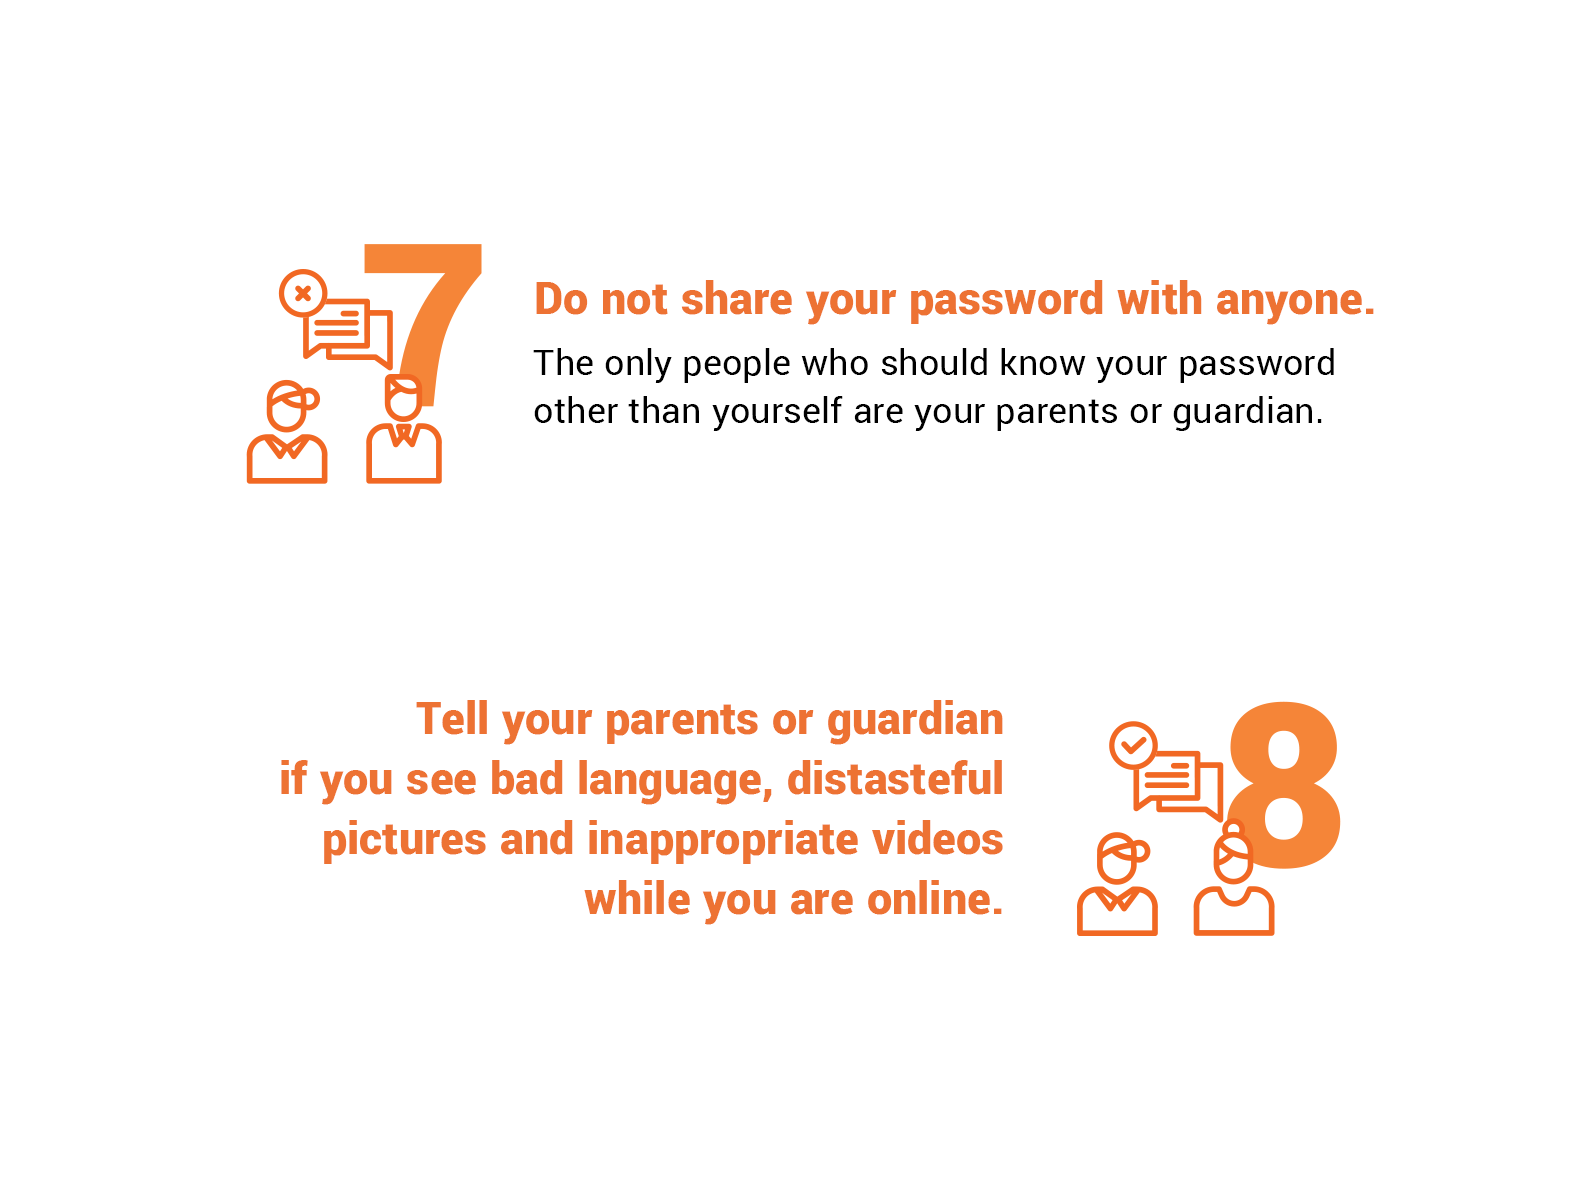 7
Do not share your password with anyone.
The only people who should know your password
other than yourself are your parents or guardian.
Tell your parents or guardian
if you see bad language, distasteful
pictures and inappropriate videos
while you are online.
8